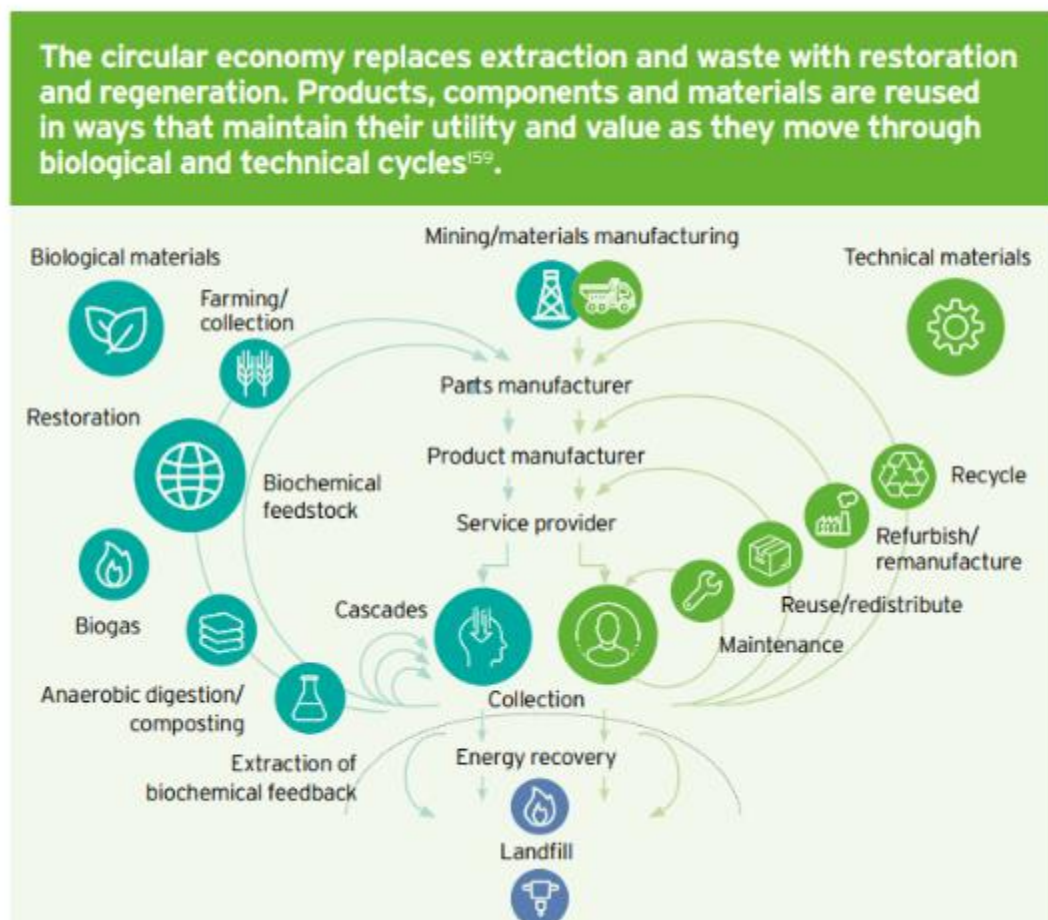 The circular economy replaces extraction and waste with restoration
and regeneration. Products, components and materials are reused
in ways that maintain their utility and value as they move through
biological and technical cycles¹⁵⁹.
Mining/materials manufacturing
Biological materials
Technical materials
Farming/
collection
Parts manufacturer
Restoration
Product manufacturer
Biochemical
feedstock
Recycle
Service provider
Refurbish/
remanufacture
Cascades
Reuse/redistribute
Biogas
Maintenance
Anaerobic digestion/
composting
Collection
Extraction of
biochemical feedback
Energy recovery
Landfill